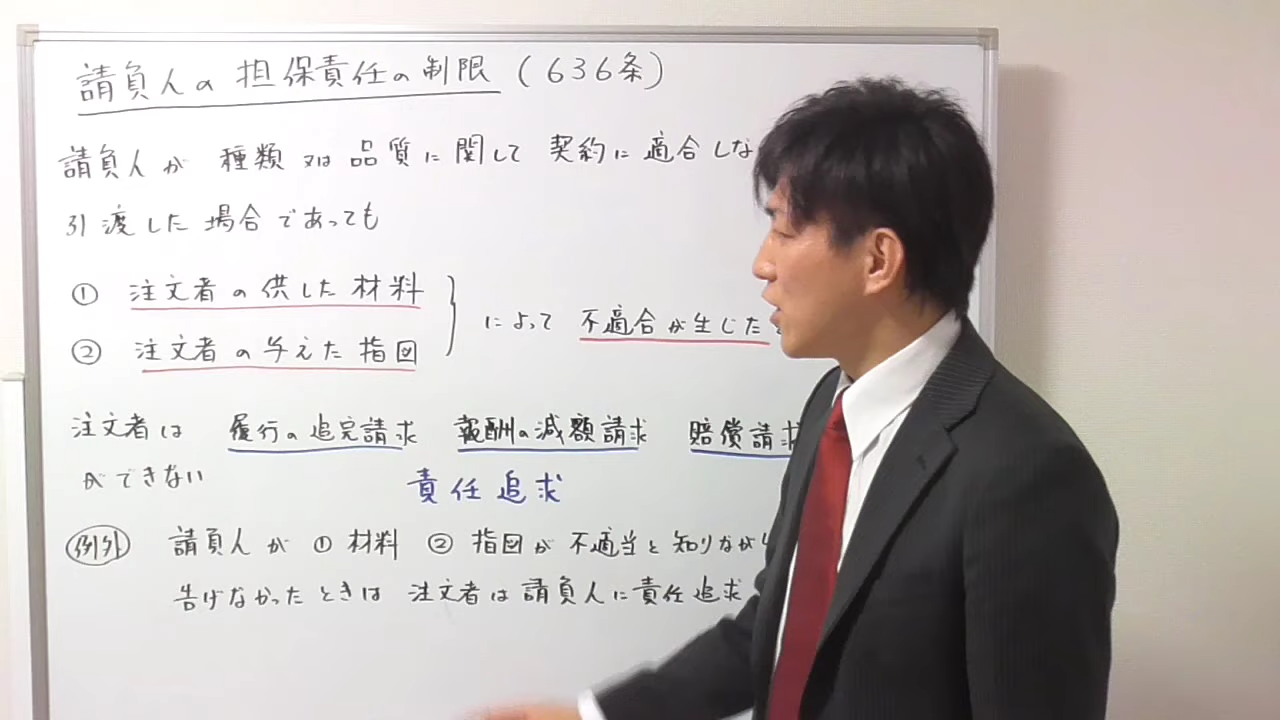 請負人の担保責任の制限 (636条)
請負人が 種類又は品質に関して 契約に適合しな
引渡した場合であっても
① 注文者の供した材料
② 注文者の与えた指図
によって 不適合が生じた
注文者は 履行の追完請求 報酬の減額請求 賠償請求
ができない
責任追求
例外 請負人が ① 材料 ② 指図が 不適当と知りなが
告げなかったときは 注文者は請負人に責任追求